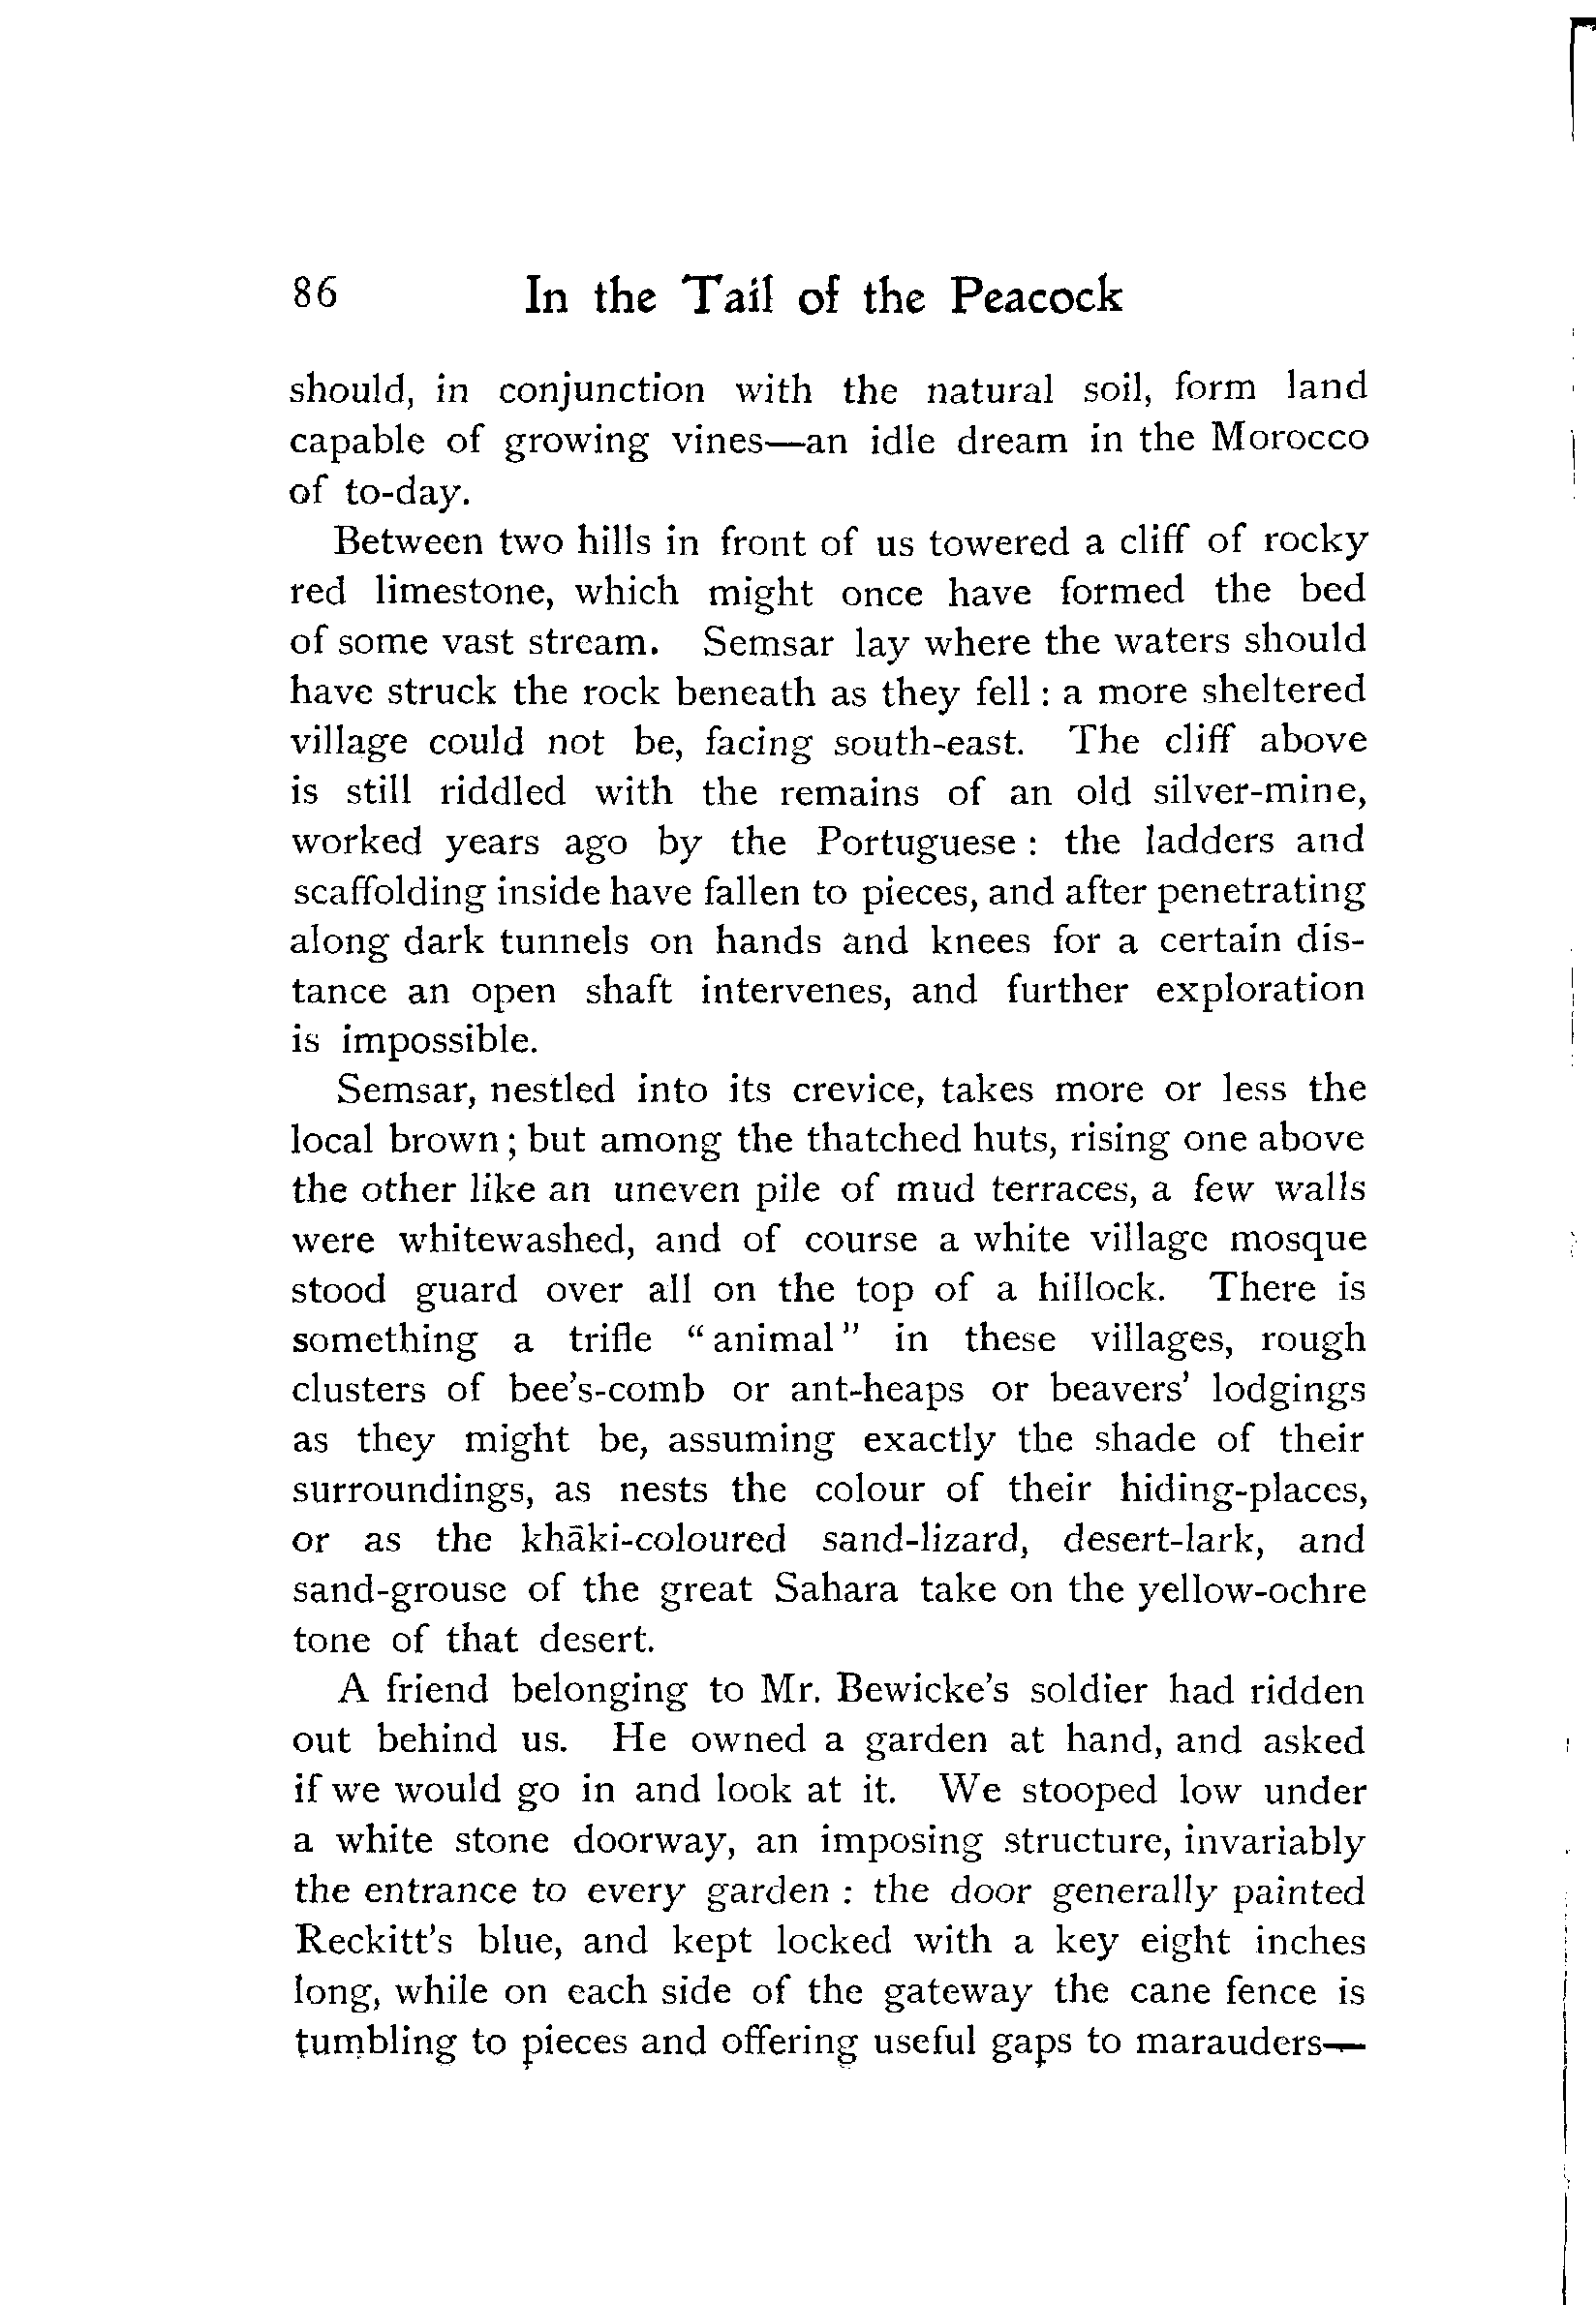 86 In the Tail of the Peacock
should, in conjunction with the natural soil, form land
capable of growing vines—an idle dream in the Morocco
of to-day.
Between two hills in front of us towered a cliff of rocky
red limestone, which might once have formed the bed
of some vast stream. Semsar lay where the waters should
have struck the rock beneath as they fell : a more sheltered
village could not be, facing south-east. The cliff above
is still riddled with the remains of an old silver-mine,
worked years ago by the Portuguese : the ladders and
scaffolding inside have fallen to pieces, and after penetrating
along dark tunnels on hands and knees for a certain dis-
tance an open shaft intervenes, and further exploration
is impossible.
Semsar, nestled into its crevice, takes more or less the
local brown ; but among the thatched huts, rising one above
the other like an uneven pile of mud terraces, a few walls
were whitewashed, and of course a white village mosque
stood guard over all on the top of a hillock. There is
something a trifle "animal" in these villages, rough
clusters of bee's-comb or ant-heaps or beavers' lodgings
as they might be, assuming exactly the shade of their
surroundings, as nests the colour of their hiding-places,
or as the khāki-coloured sand-lizard, desert-lark, and
sand-grouse of the great Sahara take on the yellow-ochre
tone of that desert.
A friend belonging to Mr. Bewicke's soldier had ridden
out behind us. He owned a garden at hand, and asked
if we would go in and look at it. We stooped low under
a white stone doorway, an imposing structure, invariably
the entrance to every garden : the door generally painted
Reckitt's blue, and kept locked with a key eight inches
long, while on each side of the gateway the cane fence is
tumbling to pieces and offering useful gaps to marauders—